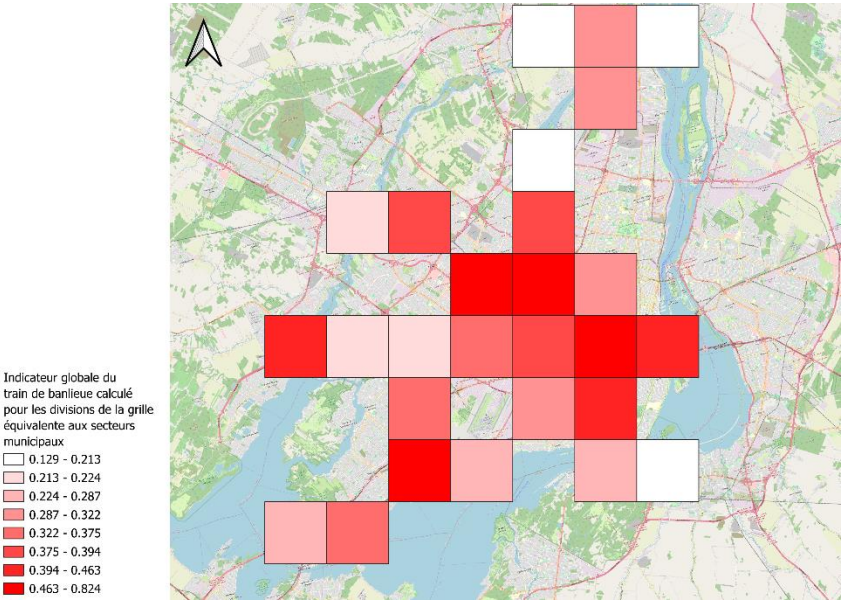 Indicateur globale du
train de banlieue calculé
pour les divisions de la grille
équivalente aux secteurs
municipaux
0.129 - 0.213
0.213 - 0.224
0.224 - 0.287
0.287 - 0.322
0.322 - 0.375
0.375 - 0.394
0.394 - 0.463
0.463 - 0.824